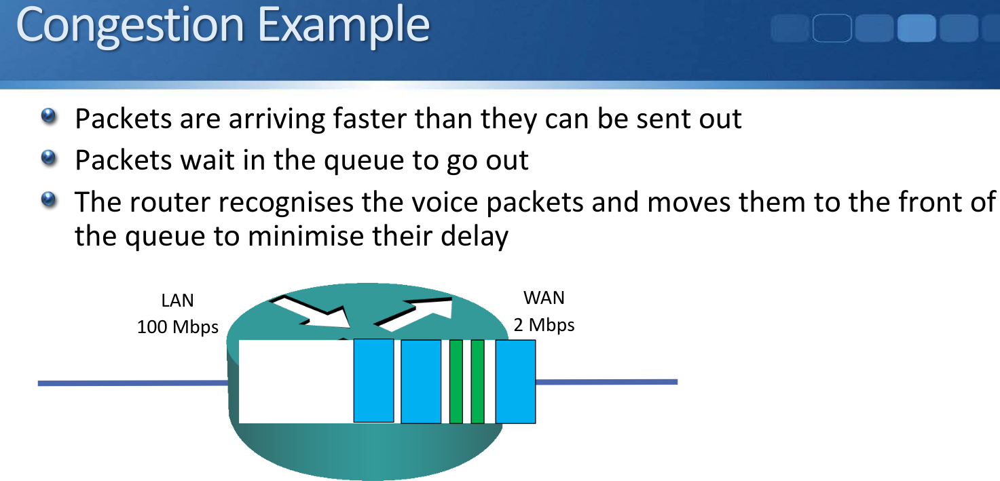 Congestion Example
Packets are arriving faster than they can be sent out
Packets wait in the queue to go out
The router recognises the voice packets and moves them to the front of
the queue to minimise their delay
LAN
100 Mbps
WAN
2 Mbps